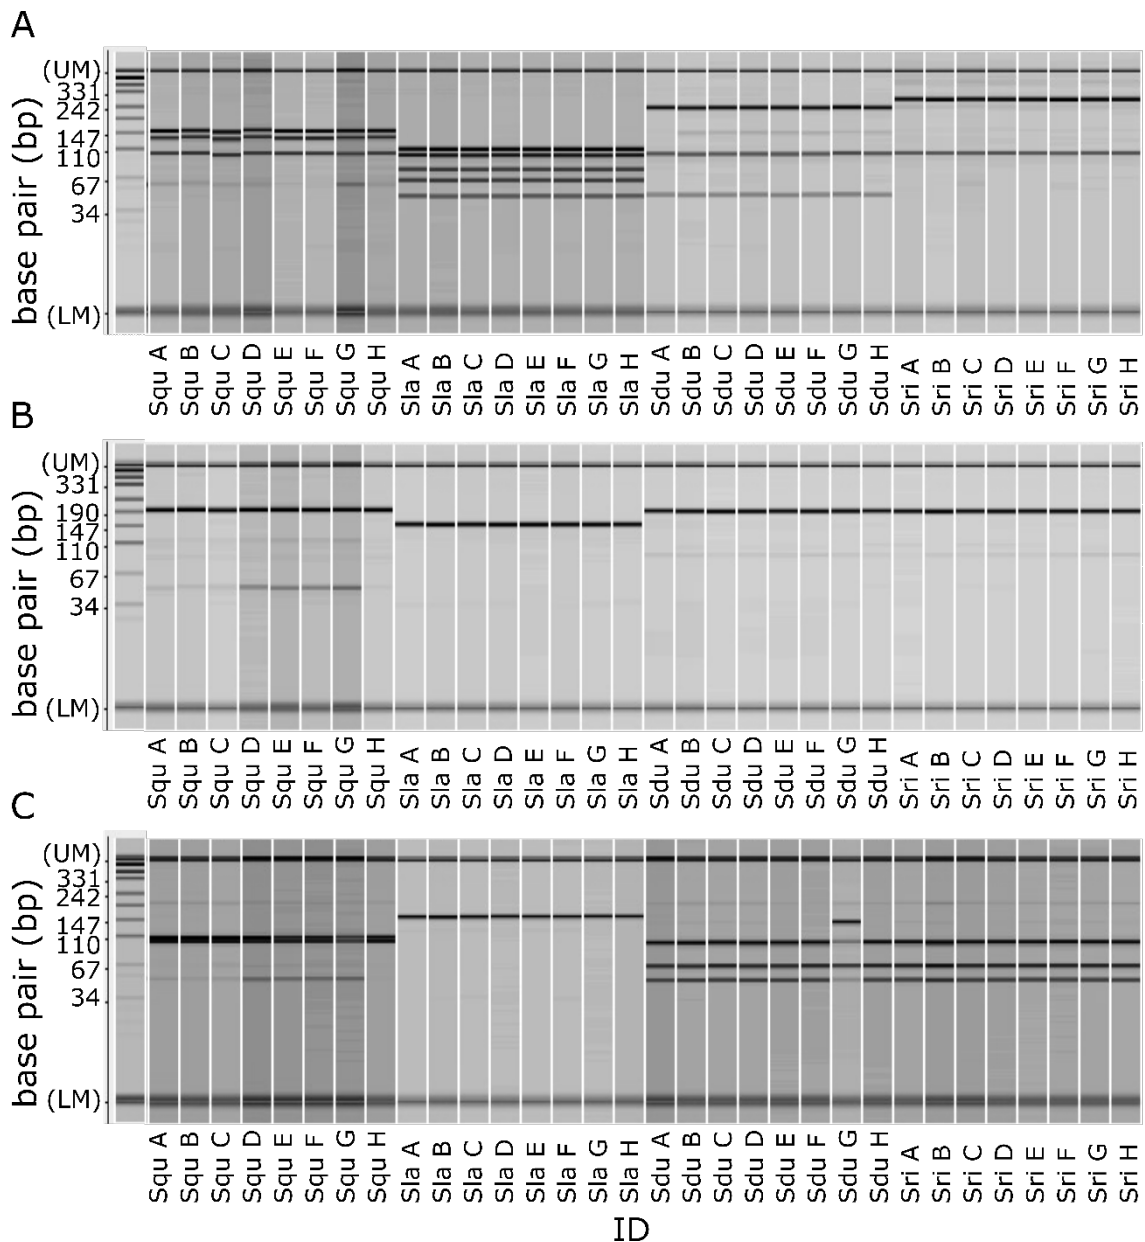 A
base pair (bp)
(UM)
331
242
147
110
67
34
(LM)
Squ A Squ B Squ C Squ D Squ E Squ F Squ G Squ H Sla A Sla B Sla C Sla D Sla E Sla F Sla G Sla H Sdu A Sdu B Sdu C Sdu D Sdu E Sdu F Sdu G Sdu H Sri A Sri B Sri C Sri D Sri E Sri F Sri G Sri H
B
base pair (bp)
(UM)
331
190
147
110
67
34
(LM)
Squ A Squ B Squ C Squ D Squ E Squ F Squ G Squ H Sla A Sla B Sla C Sla D Sla E Sla F Sla G Sla H Sdu A Sdu B Sdu C Sdu D Sdu E Sdu F Sdu G Sdu H Sri A Sri B Sri C Sri D Sri E Sri F Sri G Sri H
C
base pair (bp)
(UM)
331
242
147
110
67
34
(LM)
Squ A Squ B Squ C Squ D Squ E Squ F Squ G Squ H Sla A Sla B Sla C Sla D Sla E Sla F Sla G Sla H Sdu A Sdu B Sdu C Sdu D Sdu E Sdu F Sdu G Sdu H Sri A Sri B Sri C Sri D Sri E Sri F Sri G Sri H
ID